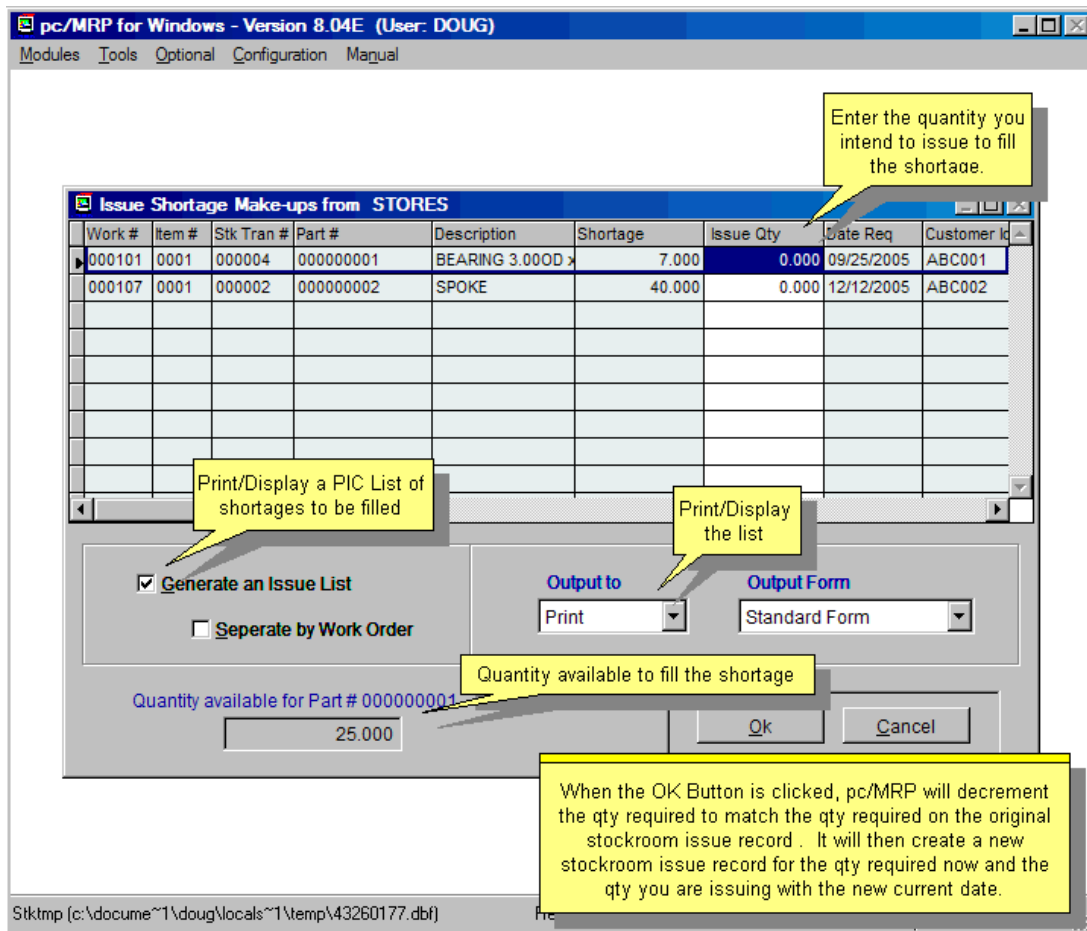 pc/MRP for Windows - Version 8.04E (User: DOUG)
Modules Tools Optional Configuration Manual
Enter the quantity you
intend to issue to fill
the shortage.
Issue Shortage Make-ups from STORES
Work # Item # Stk Tran # Part # Description Shortage Issue Qty Date Req Customer Id
000101 0001 000004 000000001 BEARING 3.00OD x 7.000 0.000 09/25/2005 ABC001
000107 0001 000002 000000002 SPOKE 40.000 0.000 12/12/2005 ABC002
Print/Display a PIC List of
shortages to be filled
Print/Display
the list
Generate an Issue List
Seperate by Work Order
Output to
Print
Output Form
Standard Form
Quantity available to fill the shortage
Quantity available for Part # 000000001
25.000
Ok Cancel
When the OK Button is clicked, pc/MRP will decrement
the qty required to match the qty required on the original
stockroom issue record . It will then create a new
stockroom issue record for the qty required now and the
qty you are issuing with the new current date.
Stktmp (c:\docume~1\doug\locals~1\temp\43260177.dbf)